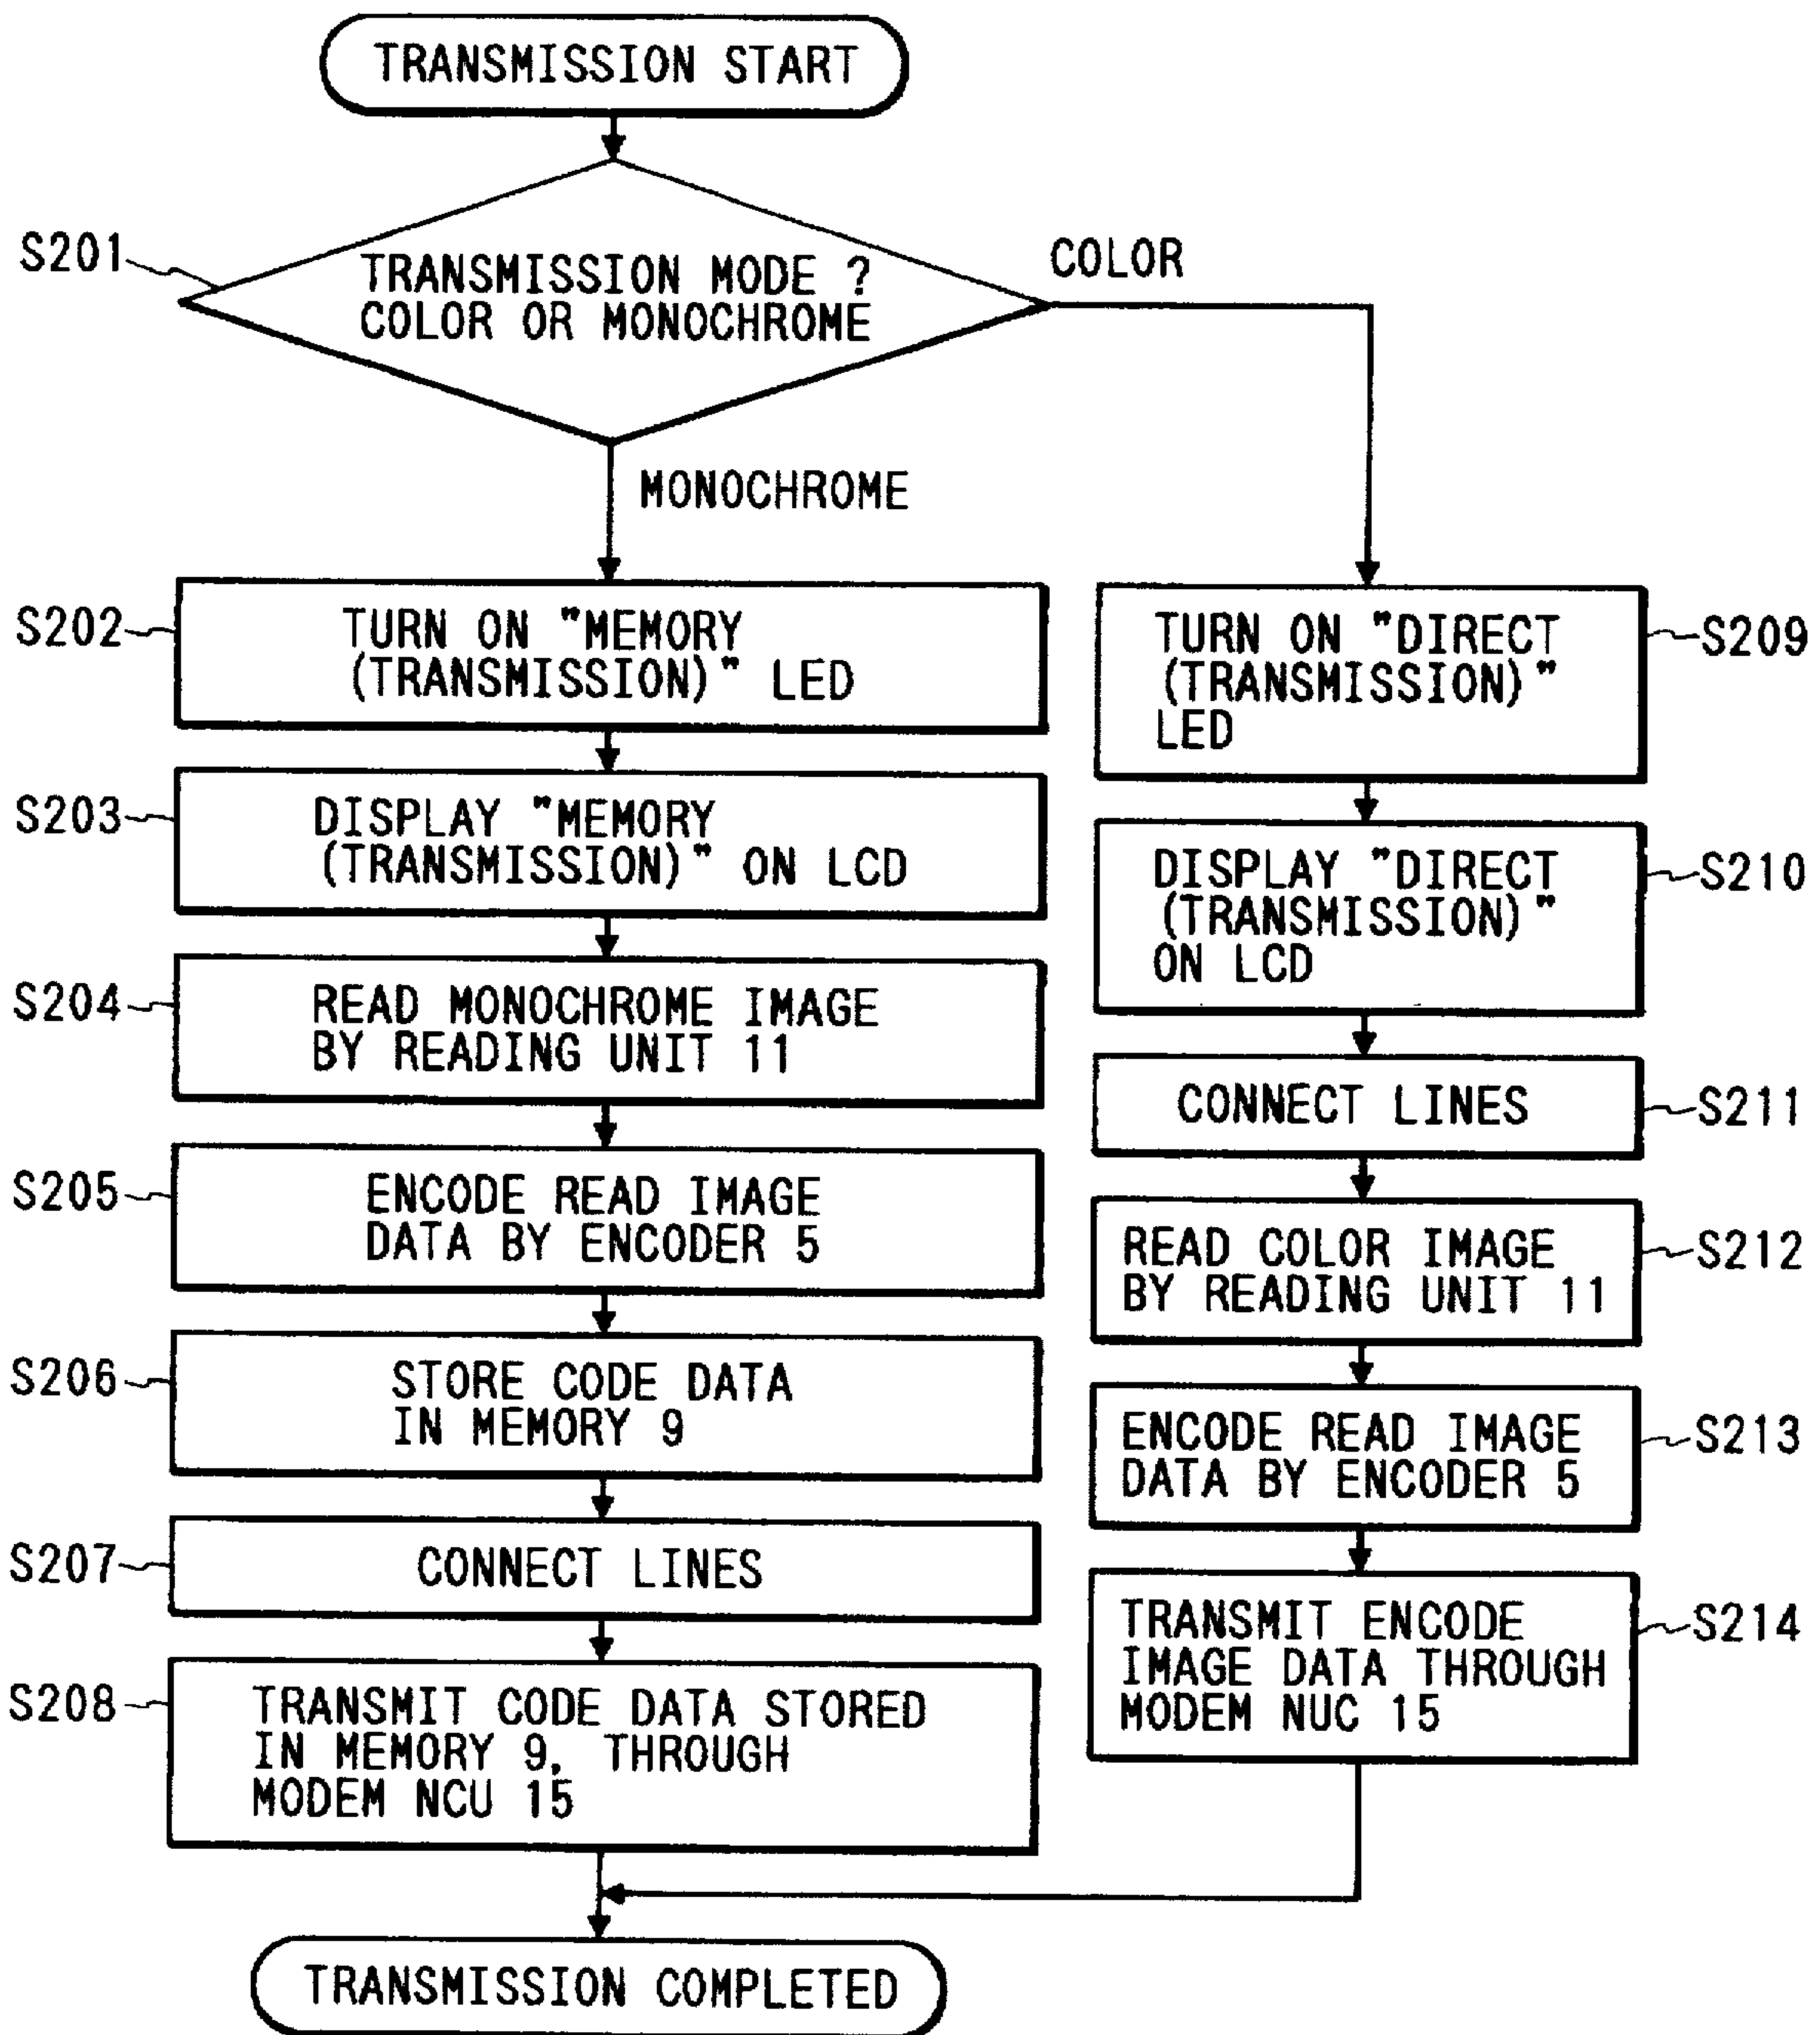 TRANSMISSION START
S201
TRANSMISSION MODE ?
COLOR OR MONOCHROME
COLOR
MONOCHROME
S202
TURN ON "MEMORY
(TRANSMISSION)" LED
S203
DISPLAY "MEMORY
(TRANSMISSION)" ON LCD
S204
READ MONOCHROME IMAGE
BY READING UNIT 11
S205
ENCODE READ IMAGE
DATA BY ENCODER 5
S206
STORE CODE DATA
IN MEMORY 9
S207
CONNECT LINES
S208
TRANSMIT CODE DATA STORED
IN MEMORY 9, THROUGH
MODEM NCU 15
TURN ON "DIRECT
(TRANSMISSION)"
LED
S209
DISPLAY "DIRECT
(TRANSMISSION)"
ON LCD
S210
CONNECT LINES
S211
READ COLOR IMAGE
BY READING UNIT 11
S212
ENCODE READ IMAGE
DATA BY ENCODER 5
S213
TRANSMIT ENCODE
IMAGE DATA THROUGH
MODEM NUC 15
S214
TRANSMISSION COMPLETED